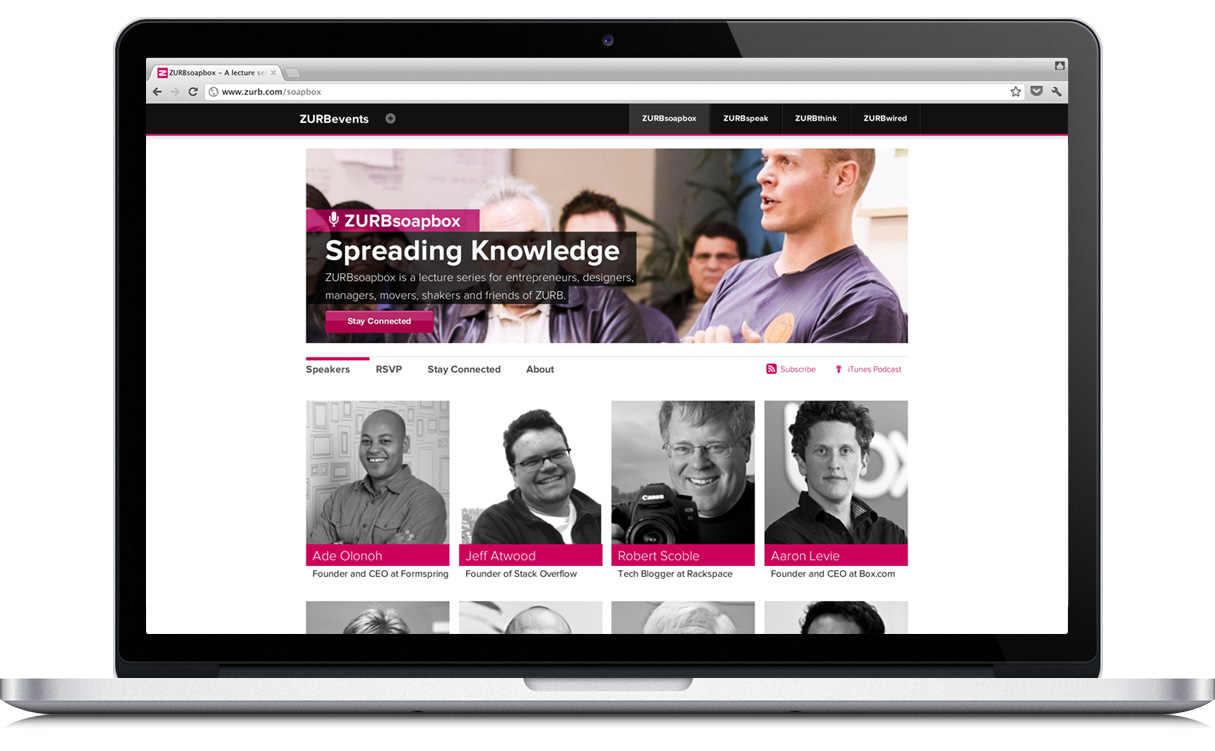 ZURBsoapbox – A lecture se
www.zurb.com/soapbox
ZURBevents
ZURBsoapbox ZURBspeak ZURBthink ZURBwired
ZURBsoapbox
Spreading Knowledge
ZURBsoapbox is a lecture series for entrepreneurs, designers,
managers, movers, shakers and friends of ZURB.
Stay Connected
Speakers RSVP Stay Connected About Subscribe iTunes Podcast
Canon
box
Ade Olonoh Jeff Atwood Robert Scoble Aaron Levie
Founder and CEO at Formspring Founder of Stack Overflow Tech Blogger at Rackspace Founder and CEO at Box.com